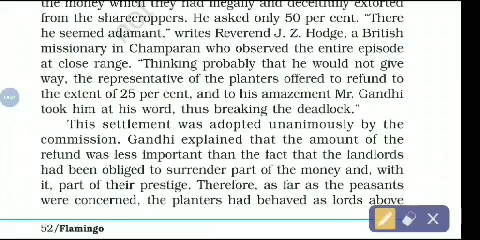 the money which they had illegally and deceitfully extorted
from the sharecroppers. He asked only 50 per cent. “There
he seemed adamant,” writes Reverend J. Z. Hodge, a British
missionary in Champaran who observed the entire episode
at close range. “Thinking probably that he would not give
way, the representative of the planters offered to refund to
the extent of 25 per cent, and to his amazement Mr. Gandhi
took him at his word, thus breaking the deadlock.”
This settlement was adopted unanimously by the
commission. Gandhi explained that the amount of the
refund was less important than the fact that the landlords
had been obliged to surrender part of the money and, with
it, part of their prestige. Therefore, as far as the peasants
were concerned, the planters had behaved as lords above
52/Flamingo